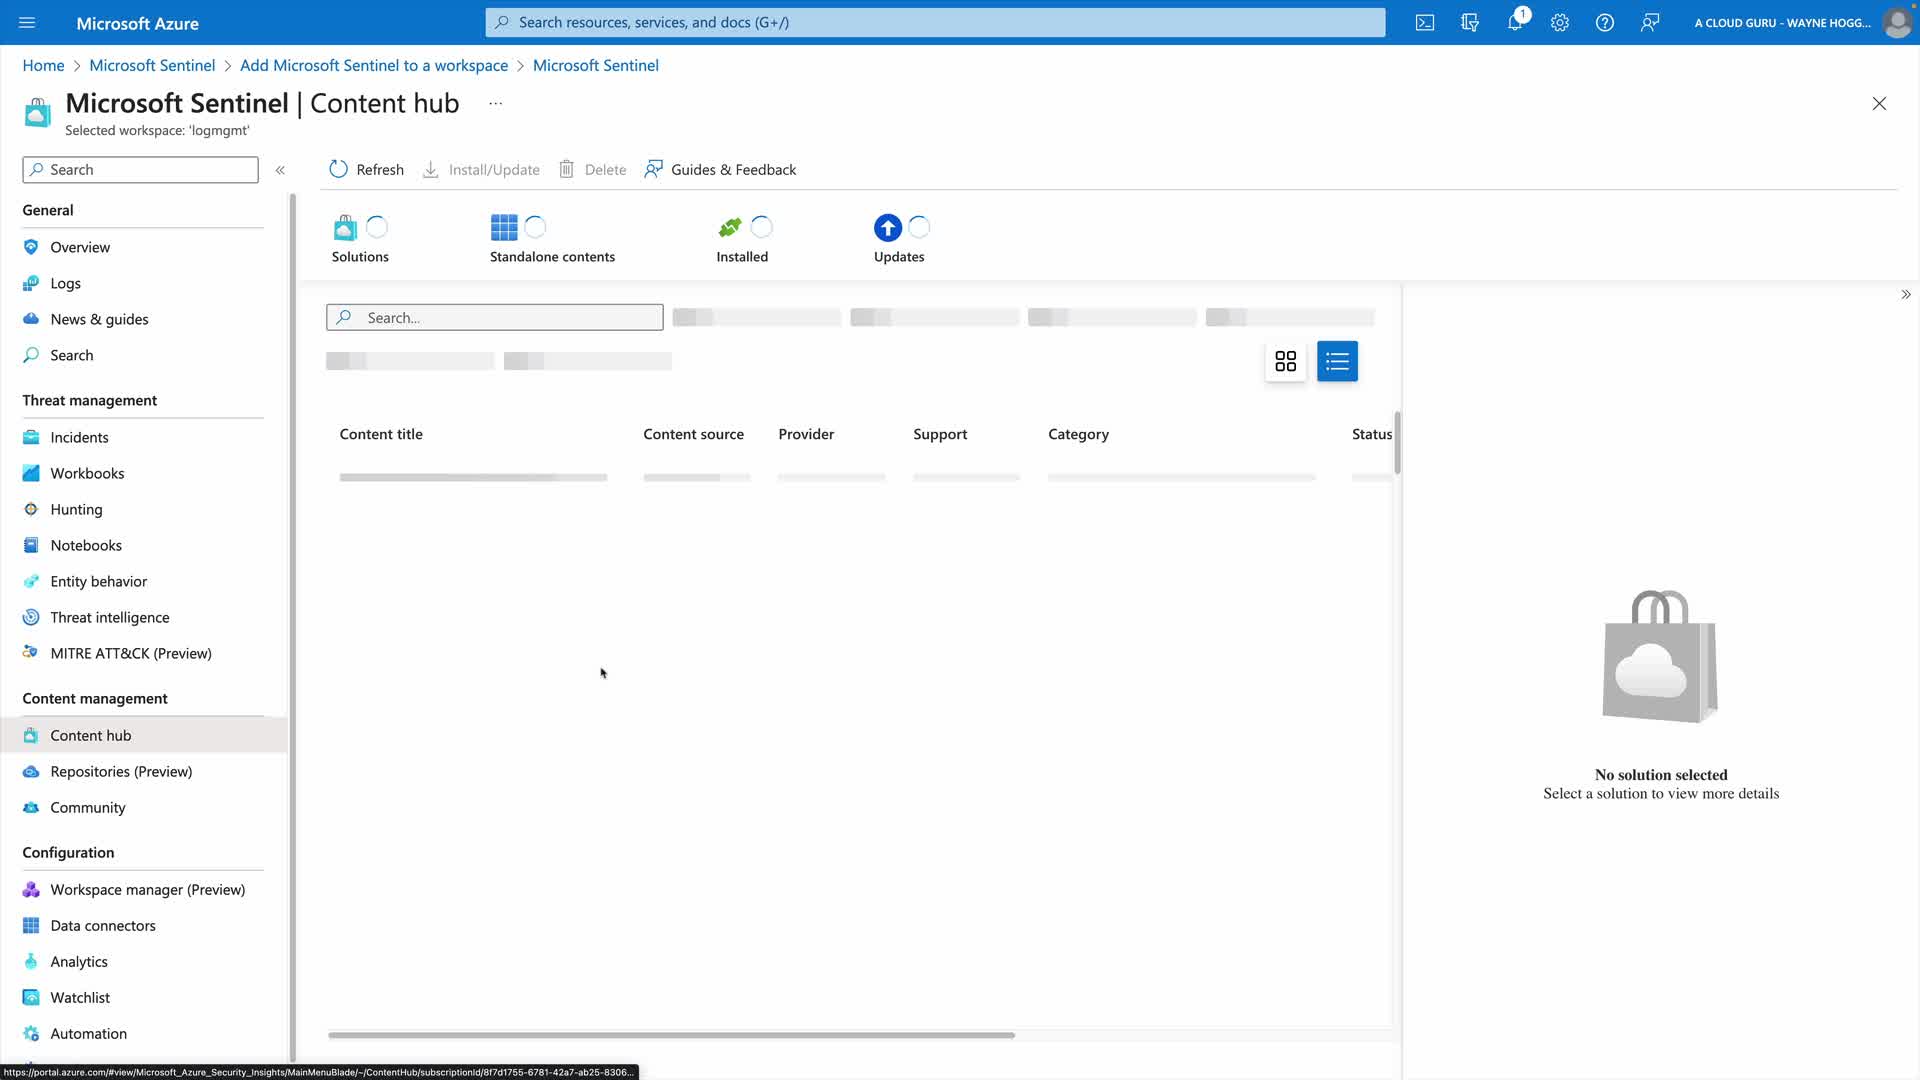 Microsoft Azure
Search resources, services, and docs (G+/)
1
A CLOUD GURU - WAYNE HOGG...
Home > Microsoft Sentinel > Add Microsoft Sentinel to a workspace > Microsoft Sentinel
Microsoft Sentinel | Content hub ...
Selected workspace: 'logmgmt'
Search
«
Refresh
Install/Update
Delete
Guides & Feedback
General
Overview
Logs
News & guides
Search
Threat management
Incidents
Workbooks
Hunting
Notebooks
Entity behavior
Threat intelligence
MITRE ATT&CK (Preview)
Content management
Content hub
Repositories (Preview)
Community
Configuration
Workspace manager (Preview)
Data connectors
Analytics
Watchlist
Automation
Solutions
Standalone contents
Installed
Updates
Search...
»
Content title
Content source
Provider
Support
Category
Status
No solution selected
Select a solution to view more details
https://portal.azure.com/#view/Microsoft_Azure_Security_Insights/MainMenuBlade/~/ContentHub/subscriptionId/8f7d1755-6781-42a7-ab25-8306...